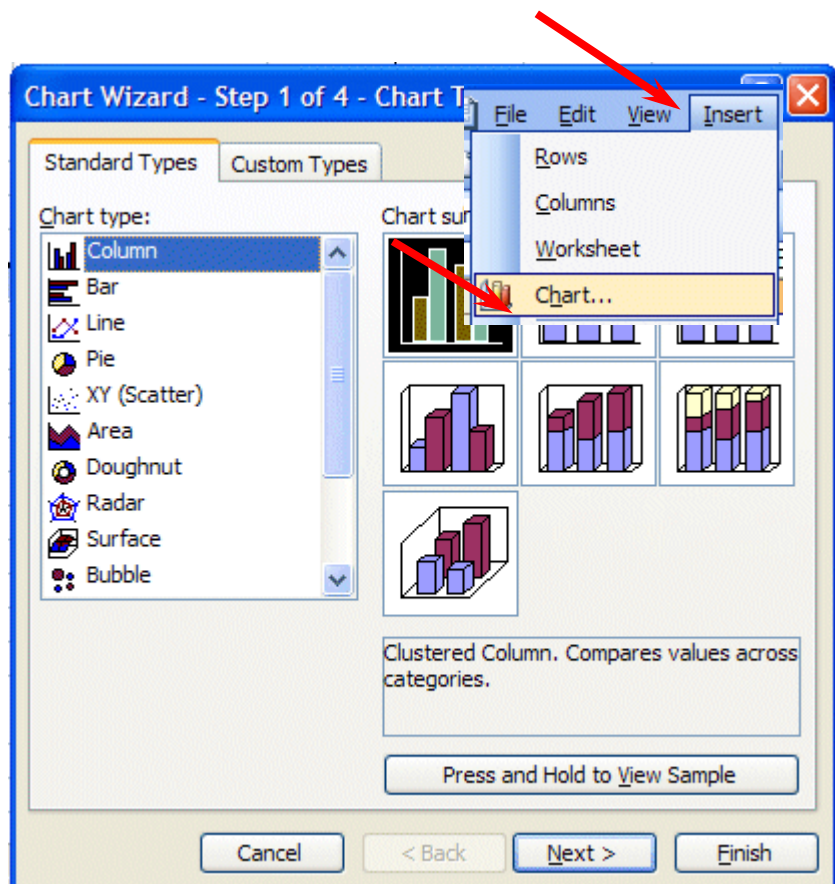 Chart Wizard - Step 1 of 4 - Chart T
File Edit View Insert
Rows
Columns
Worksheet
Chart...
Standard Types Custom Types
Chart type:
Column
Bar
Line
Pie
XY (Scatter)
Area
Doughnut
Radar
Surface
Bubble
Chart su
Clustered Column. Compares values across
categories.
Press and Hold to View Sample
Cancel < Back Next > Finish